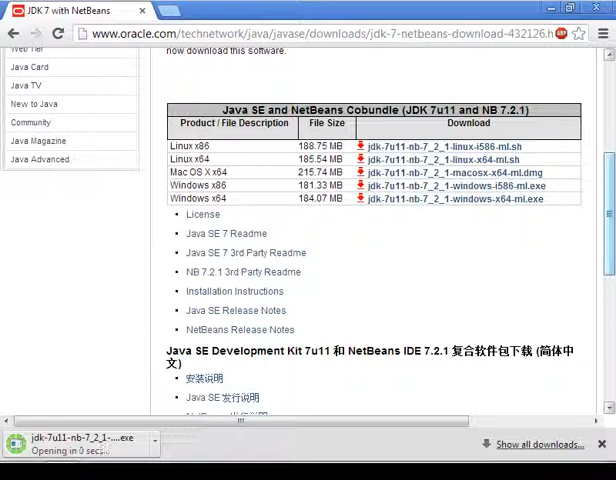 JDK 7 with NetBeans
www.oracle.com/technetwork/java/javase/downloads/jdk-7-netbeans-download-432126.h
now download this software.
Java Card
Java TV
New to Java
Community
Java Magazine
Java Advanced
Java SE and NetBeans Cobundle (JDK 7u11 and NB 7.2.1)
Product / File Description File Size Download
Linux x86 188.75 MB jdk-7u11-nb-7_2_1-linux-i586-ml.sh
Linux x64 185.54 MB jdk-7u11-nb-7_2_1-linux-x64-ml.sh
Mac OS X x64 215.74 MB jdk-7u11-nb-7_2_1-macosx-x64-ml.dmg
Windows x86 181.33 MB jdk-7u11-nb-7_2_1-windows-i586-ml.exe
Windows x64 184.07 MB jdk-7u11-nb-7_2_1-windows-x64-ml.exe
License
Java SE 7 Readme
Java SE 7 3rd Party Readme
NB 7.2.1 3rd Party Readme
Installation Instructions
Java SE Release Notes
NetBeans Release Notes
Java SE Development Kit 7u11 和 NetBeans IDE 7.2.1 复合软件包下载 (简体中
文)
安装说明
Java SE 发行说明
jdk-7u11-nb-7_2_1-....exe
Opening in 0 secs...
Show all downloads...